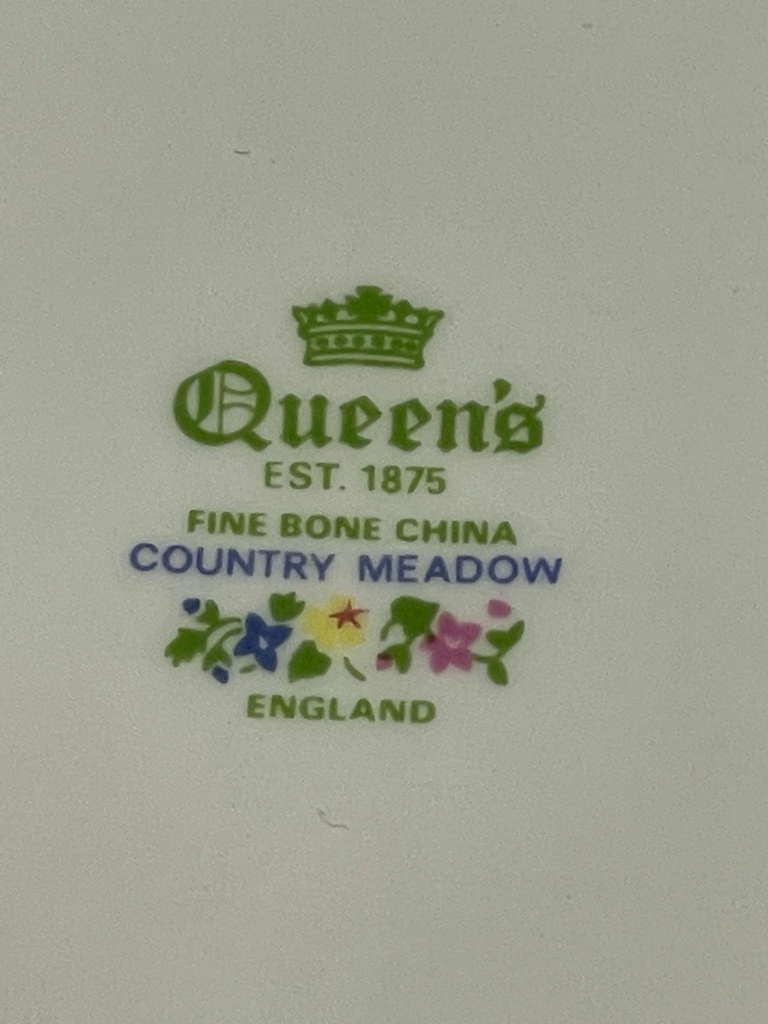 Queen's
EST. 1875
FINE BONE CHINA
COUNTRY MEADOW
ENGLAND